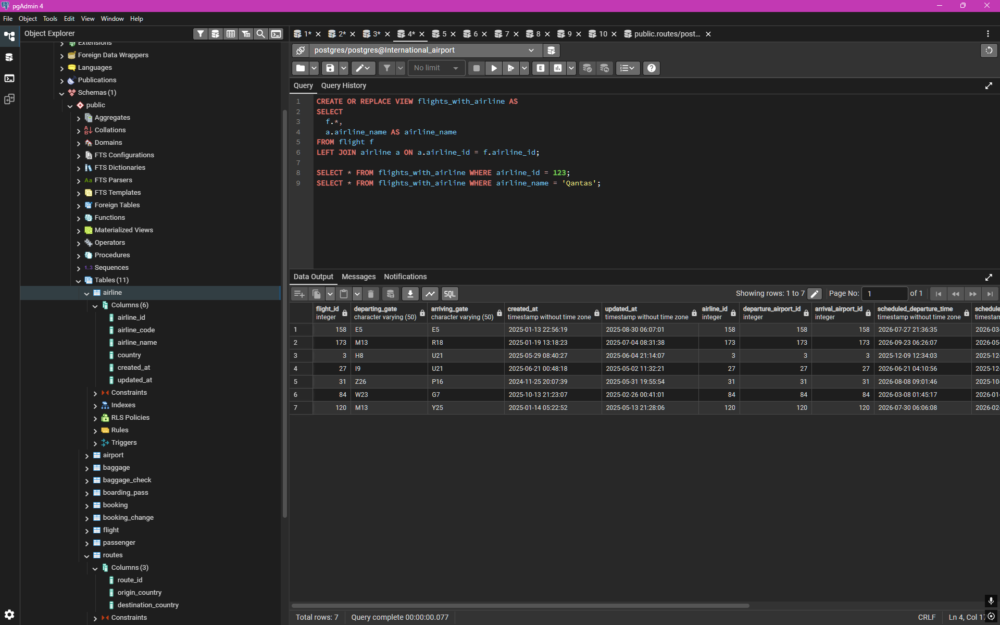 pgAdmin 4
File Object Tools Edit View Window Help
Object Explorer
Extensions
Foreign Data Wrappers
Languages
Publications
Schemas (1)
public
Aggregates
Collations
Domains
FTS Configurations
FTS Dictionaries
Aa FTS Parsers
FTS Templates
Foreign Tables
Functions
Materialized Views
Operators
Procedures
1..3 Sequences
Tables (11)
airline
Columns (6)
airline_id
airline_code
airline_name
country
created_at
updated_at
Constraints
Indexes
RLS Policies
Rules
Triggers
airport
baggage
baggage_check
boarding_pass
booking
booking_change
flight
passenger
routes
Columns (3)
route_id
origin_country
destination_country
Constraints
1* 2* 3* 4* 5 6 7 8 9 10 public.routes/post...
postgres/postgres@International_airport
No limit
Query Query History
1 CREATE OR REPLACE VIEW flights_with_airline AS
2 SELECT
3 f.*,
4 a.airline_name AS airline_name
5 FROM flight f
6 LEFT JOIN airline a ON a.airline_id = f.airline_id;
7
8 SELECT * FROM flights_with_airline WHERE airline_id = 123;
9 SELECT * FROM flights_with_airline WHERE airline_name = 'Qantas';
Data Output Messages Notifications
SQL Showing rows: 1 to 7 Page No: 1 of 1
flight_id departing_gate arriving_gate created_at updated_at airline_id departure_airport_id arrival_airport_id scheduled_departure_time schedule
integer character varying (50) character varying (50) timestamp without time zone timestamp without time zone integer integer integer timestamp without time zone timestam
1 158 E5 E5 2025-01-13 22:56:19 2025-08-30 06:07:01 158 158 158 2026-07-27 21:36:35 2026-03-
2 173 M13 R18 2025-01-19 13:18:23 2025-07-04 08:31:38 173 173 173 2026-09-23 06:26:07 2026-05-
3 3 H8 U21 2025-05-29 08:40:27 2025-06-04 21:14:07 3 3 3 2025-12-09 12:34:03 2025-12-
4 27 I9 U21 2025-06-21 00:48:18 2025-05-02 11:32:21 27 27 27 2026-06-21 04:10:56 2025-12-
5 31 Z26 P16 2024-11-25 20:07:39 2025-05-31 19:55:54 31 31 31 2026-08-08 09:01:46 2025-10-
6 84 W23 G7 2025-10-13 21:23:07 2025-02-26 00:41:01 84 84 84 2026-03-08 01:45:17 2026-01-
7 120 M13 Y25 2025-01-14 05:22:52 2025-05-13 21:28:06 120 120 120 2026-07-30 06:06:08 2026-02-
Total rows: 7 Query complete 00:00:00.077 CRLF Ln 4, Col 1